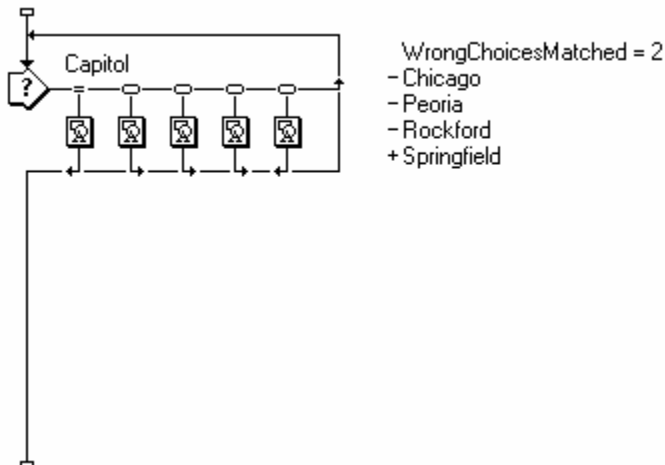 Capitol
WrongChoicesMatched = 2
- Chicago
- Peoria
- Rockford
+ Springfield
?
=